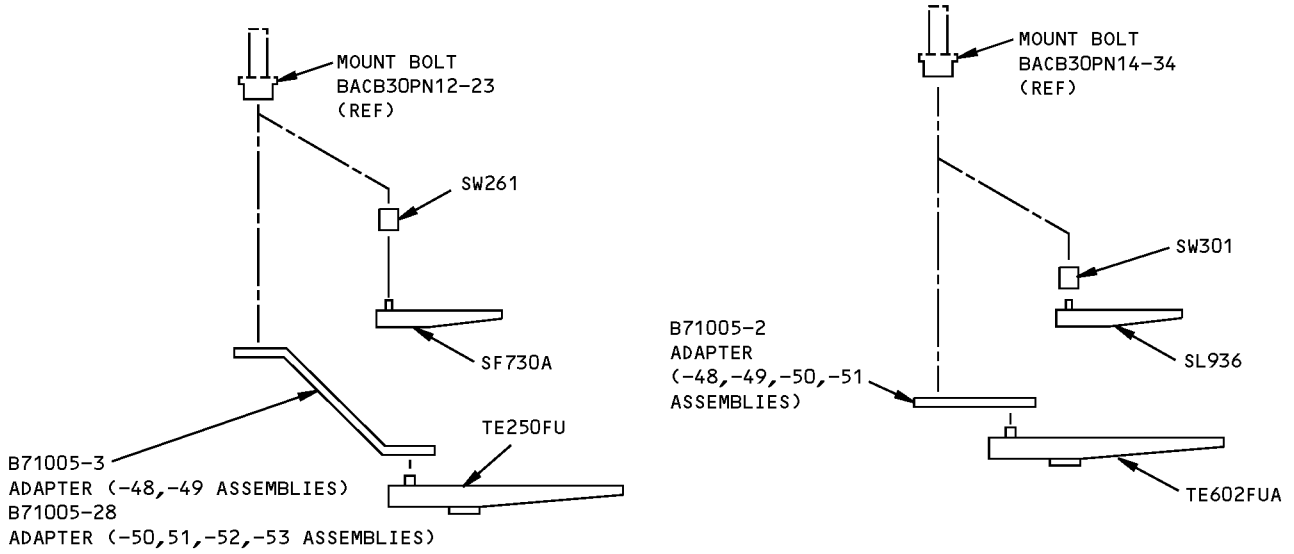 MOUNT BOLT
BACB30PN12-23
(REF)
SW261
SF730A
TE250FU
B71005-3
ADAPTER (-48,-49 ASSEMBLIES)
B71005-28
ADAPTER (-50,51,-52,-53 ASSEMBLIES)
MOUNT BOLT
BACB30PN14-34
(REF)
SW301
SL936
B71005-2
ADAPTER
(-48,-49,-50,-51
ASSEMBLIES)
TE602FUA